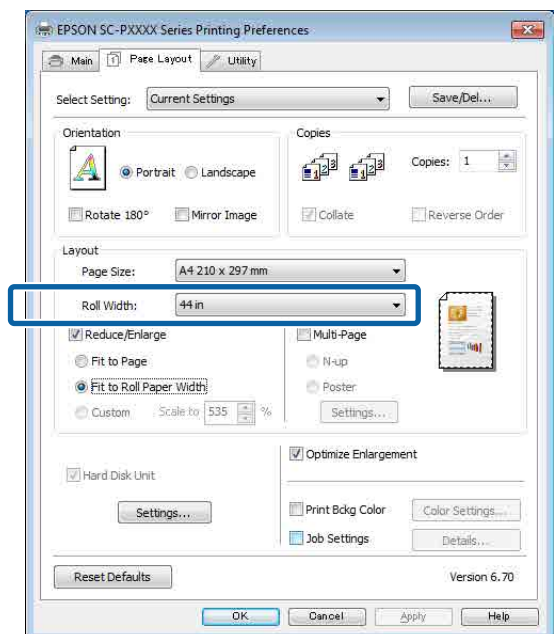 EPSON SC-PXXXX Series Printing Preferences
Main Page Layout Utility
Select Setting: Current Settings Save/Del...
Orientation Copies
Portrait Landscape Copies: 1
Rotate 180° Mirror Image Collate Reverse Order
Layout
Page Size: A4 210 x 297 mm
Roll Width: 44 in
Reduce/Enlarge Multi-Page
Fit to Page N-up
Fit to Roll Paper Width Poster
Custom Scale to 535 % Settings...
Optimize Enlargement
Hard Disk Unit
Settings... Print Bckg Color Color Settings...
Job Settings Details...
Reset Defaults Version 6.70
OK Cancel Apply Help